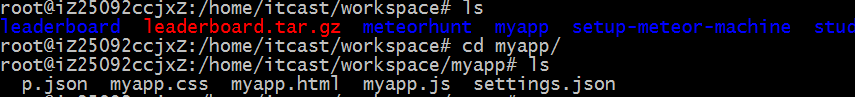 root@iZ25092ccjxZ:/home/itcast/workspace# ls
leaderboard leaderboard.tar.gz meteorhunt myapp setup-meteor-machine stud
root@iZ25092ccjxZ:/home/itcast/workspace# cd myapp/
root@iZ25092ccjxZ:/home/itcast/workspace/myapp# ls
p.json myapp.css myapp.html myapp.js settings.json